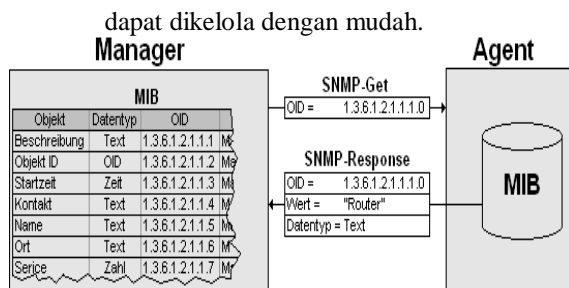 dapat dikelola dengan mudah.
Manager
Agent
MIB
Objekt Datentyp OID
Beschreibung Text 1.3.6.1.2.1.1.1
Objekt ID OID 1.3.6.1.2.1.1.2
Startzeit Zeit 1.3.6.1.2.1.1.3
Kontakt Text 1.3.6.1.2.1.1.4
Name Text 1.3.6.1.2.1.1.5
Ort Text 1.3.6.1.2.1.1.6
Serice Zahl 1.3.6.1.2.1.1.7
SNMP-Get
OID = 1.3.6.1.2.1.1.1.0
SNMP-Response
OID = 1.3.6.1.2.1.1.1.0
Wert = "Router"
Datentyp = Text
MIB